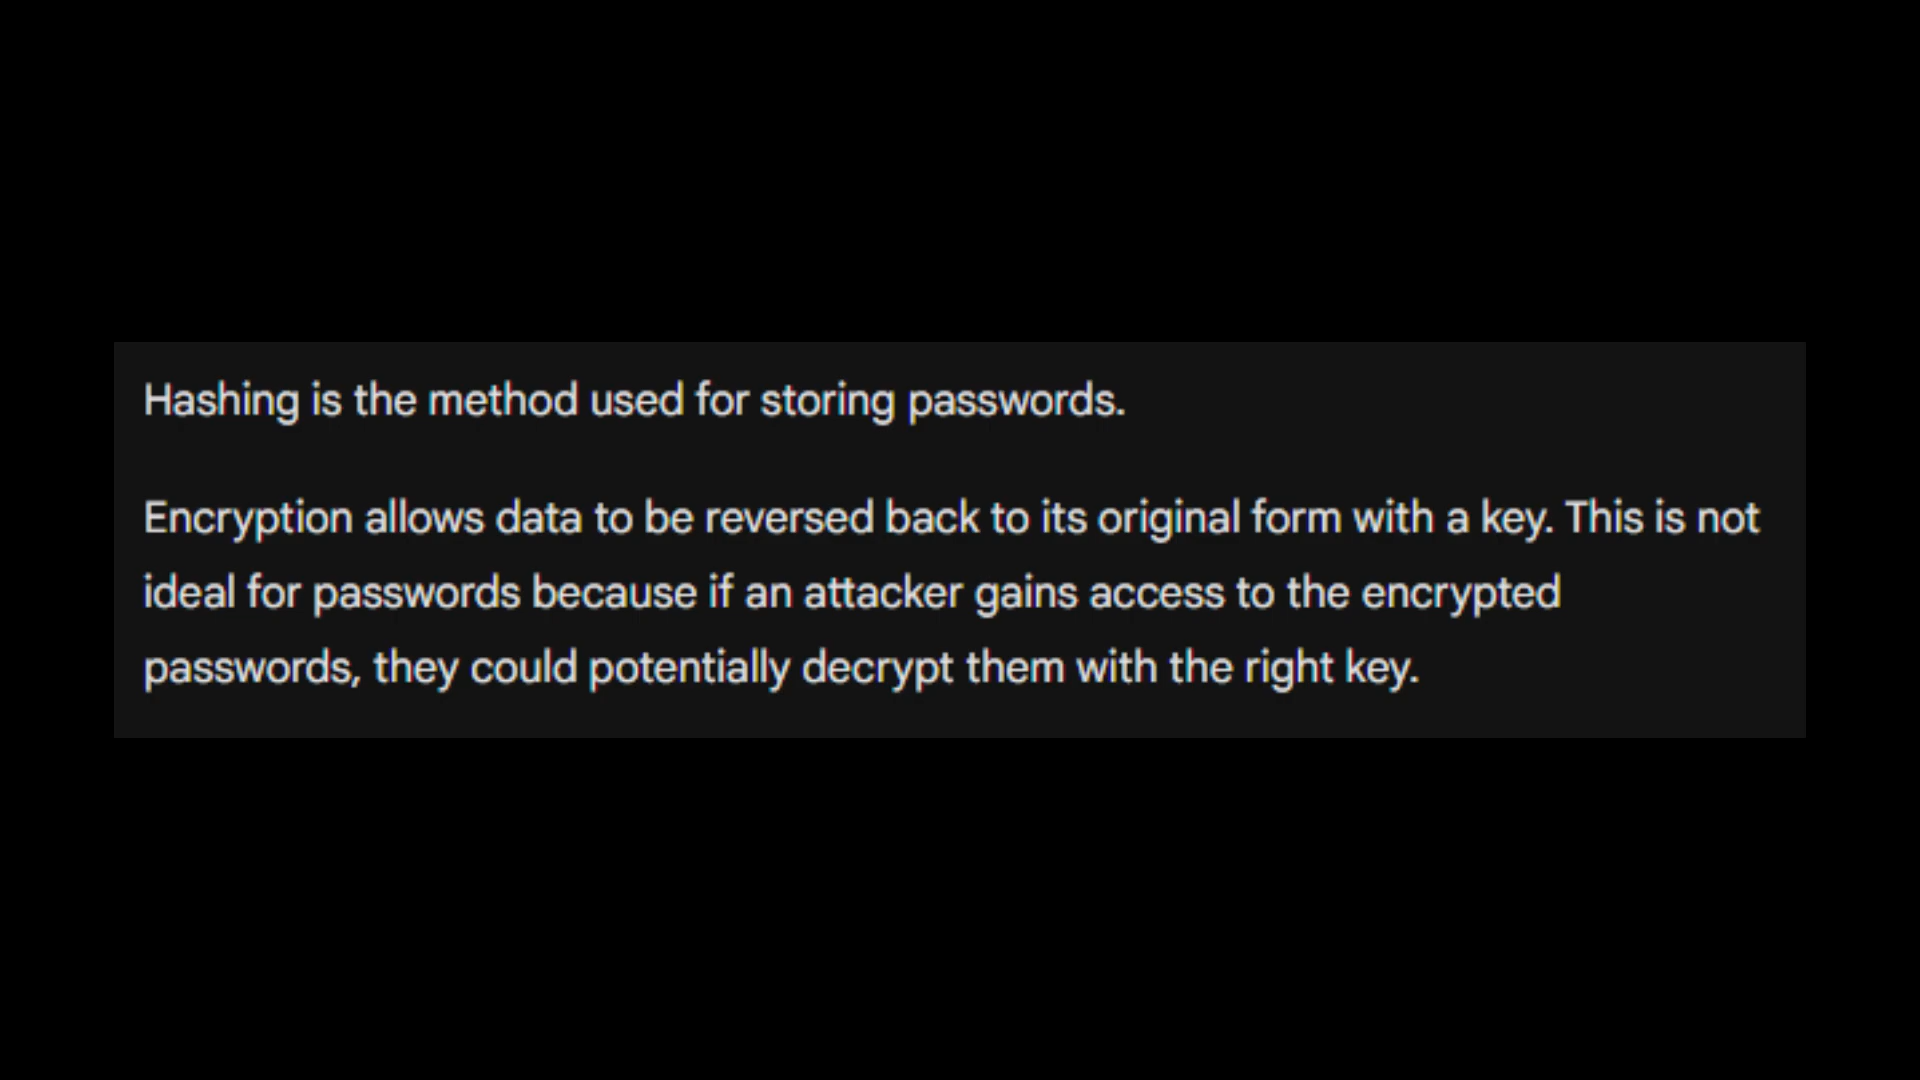 Hashing is the method used for storing passwords.
Encryption allows data to be reversed back to its original form with a key. This is not
ideal for passwords because if an attacker gains access to the encrypted
passwords, they could potentially decrypt them with the right key.